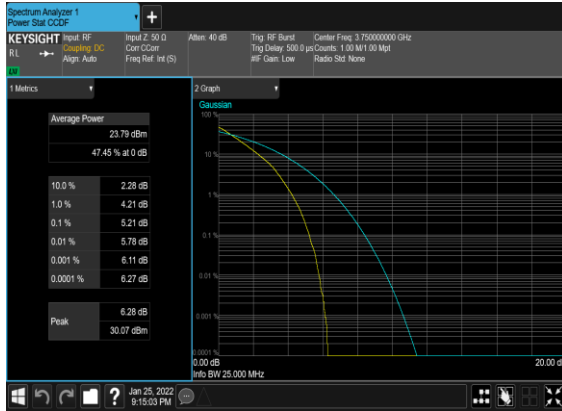 Spectrum Analyzer 1
Power Stat CCDF
+
KEYSIGHT
RL
LU
Input: RF
Coupling: DC
Align: Auto
Input Z: 50 Ω
Corr CCorr
Freq Ref: Int (S)
Atten: 40 dB
Trig: RF Burst
Trig Delay: 500.0 µs
#IF Gain: Low
Center Freq: 3.750000000 GHz
Counts: 1.00 M/1.00 Mpt
Radio Std: None
1 Metrics
Average Power
23.79 dBm
47.45 % at 0 dB
10.0 % 2.28 dB
1.0 % 4.21 dB
0.1 % 5.21 dB
0.01 % 5.78 dB
0.001 % 6.11 dB
0.0001 % 6.27 dB
Peak
6.28 dB
30.07 dBm
2 Graph
Gaussian
100 %
10 %
1 %
0.1 %
0.01 %
0.001 %
0.0001 %
0.00 dB
20.00 d
Info BW 25.000 MHz
?
Jan 25, 2022
9:15:03 PM